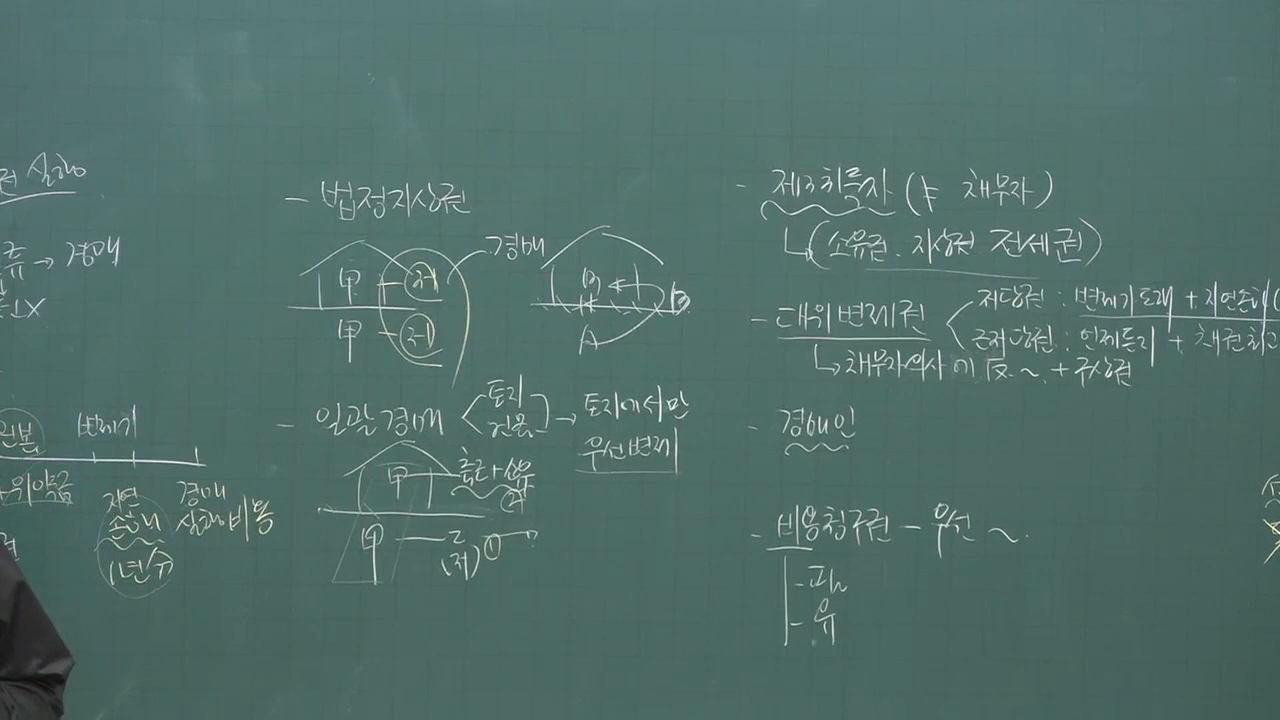 권 실행
→ 경매
원본
변제기
위약금
지연
손해
1년分
경매
실행비용
- 법정지상권
甲
甲
경매
B
A
- 일괄경매 < 토지 건물 → 토지에서만
우선변제
甲
축조 + 소유
②
甲 — 乙
(저) ① ?
- 제3취득자 (≠ 채무자)
↳ (소유권. 지상권 전세권)
- 대위변제권 < 저당권 : 변제기도래 + 지연손해
근저당권 : 언제든지 + 채권최고
↳ 채무자의사에 反 ~ + 구상권
- 경매인
- 비용청구권 - 우선 ~.
- 필
- 유